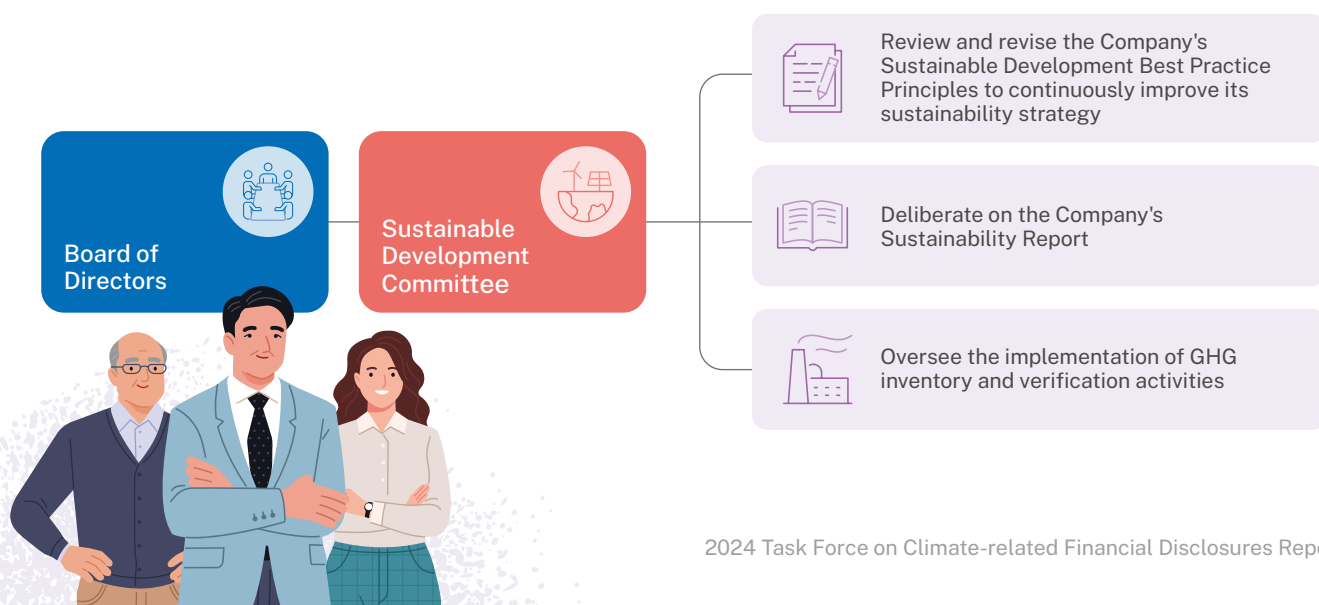 Board of
Directors
Sustainable
Development
Committee
Review and revise the Company's
Sustainable Development Best Practice
Principles to continuously improve its
sustainability strategy
Deliberate on the Company's
Sustainability Report
Oversee the implementation of GHG
inventory and verification activities
2024 Task Force on Climate-related Financial Disclosures